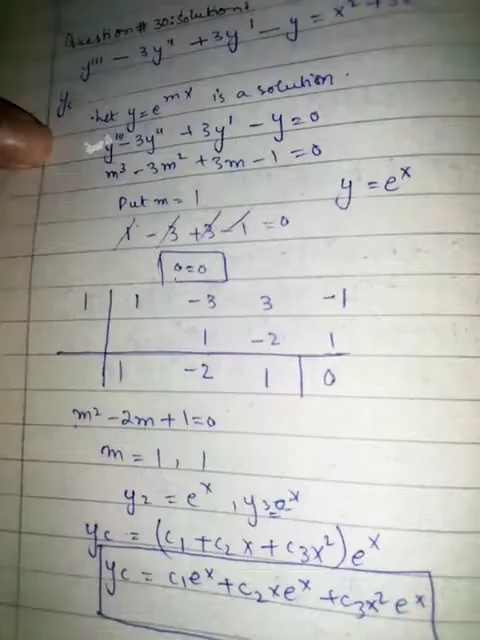 Question # 30: Solution:
y''' - 3y'' + 3y' - y = x² +
Yc
Let y = e^mx is a solution.
y''' - 3y'' + 3y' - y = 0
m³ - 3m² + 3m - 1 = 0
Put m = 1
y = e^x
1 - 3 + 3 - 1 = 0
0=0
1 | 1 -3 3 -1
1 -2 1
1 -2 1 | 0
m² - 2m + 1 = 0
m = 1, 1
y2 = e^x, y3 = e^x
yc = (c1 + c2 x + c3 x²) e^x
yc = c1 e^x + c2 x e^x + c3 x² e^x